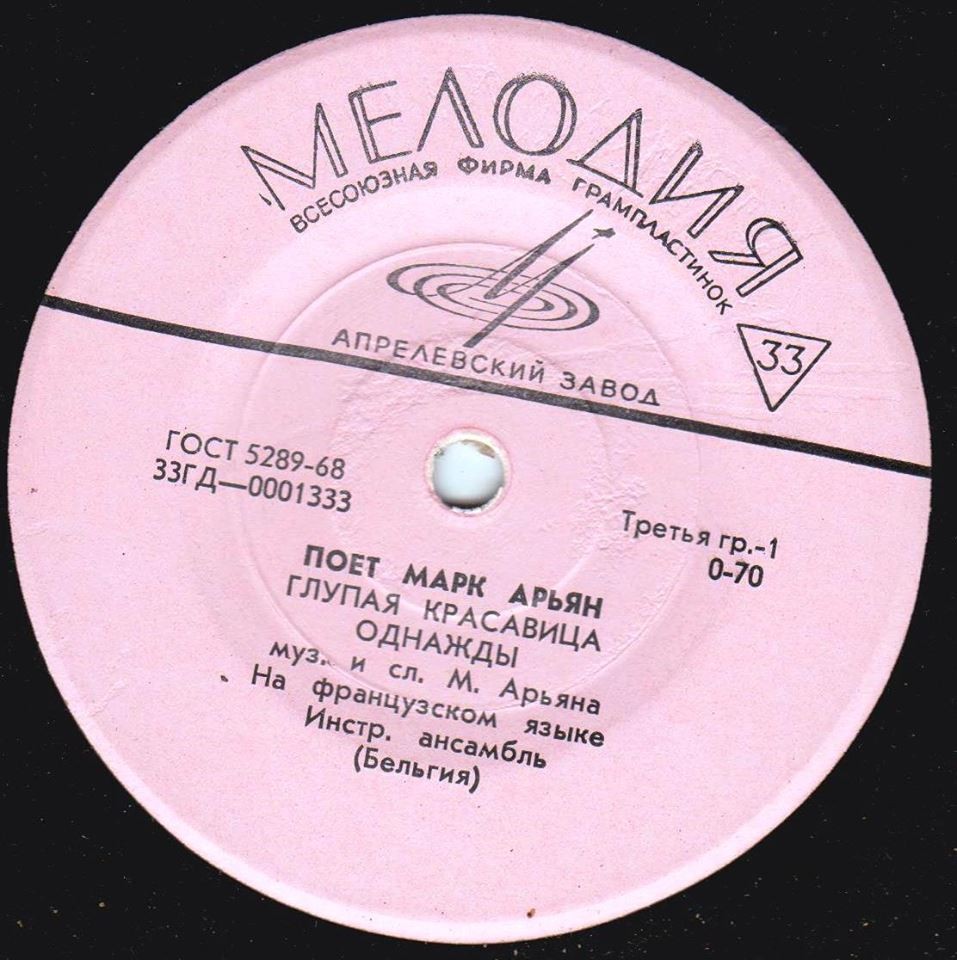 МЕЛОДИЯ
ВСЕСОЮЗНАЯ ФИРМА ГРАМПЛАСТИНОК
33
АПРЕЛЕВСКИЙ ЗАВОД
ГОСТ 5289-68
33ГД—0001333
Третья гр.-1
0-70
ПОЕТ МАРК АРЬЯН
ГЛУПАЯ КРАСАВИЦА
ОДНАЖДЫ
муз. и сл. М. Арьяна
На французском языке
Инстр. ансамбль
(Бельгия)